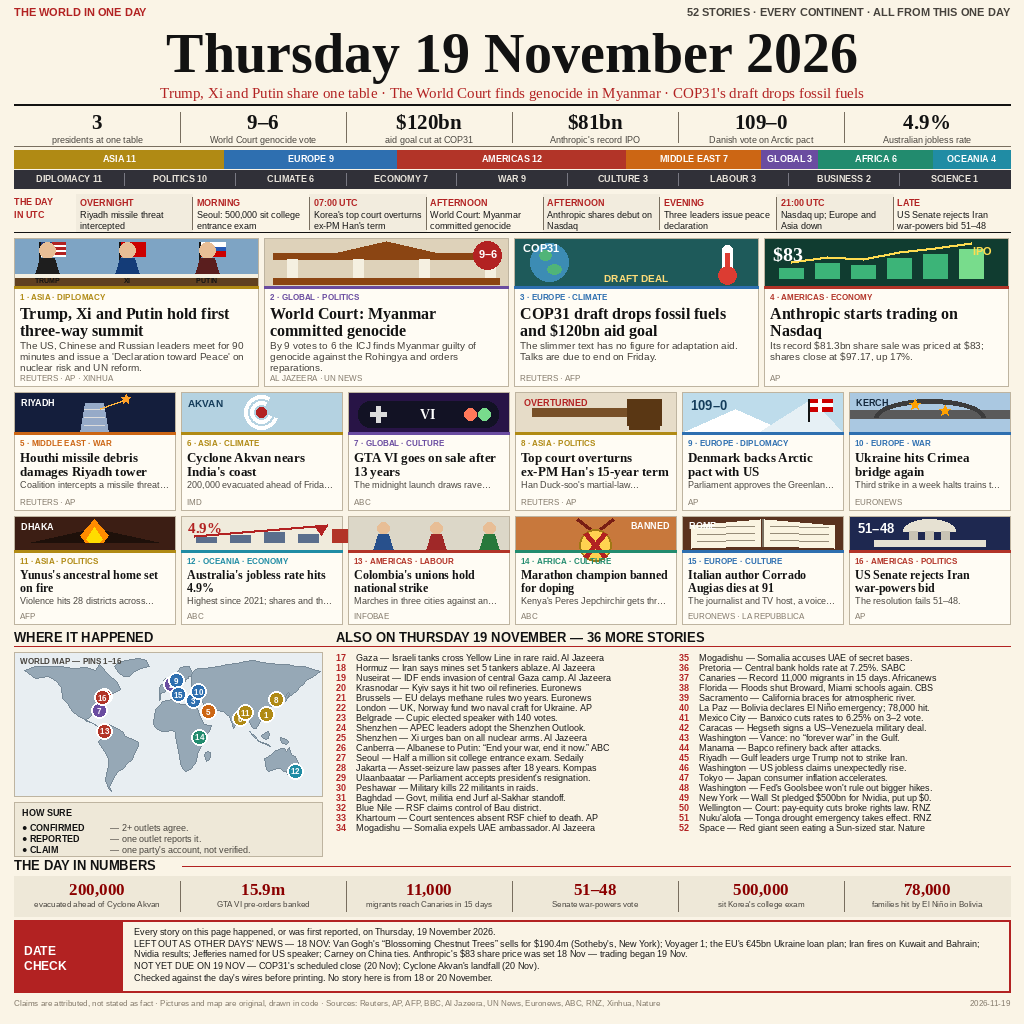 THE WORLD IN ONE DAY
52 STORIES · EVERY CONTINENT · ALL FROM THIS ONE DAY
Thursday 19 November 2026
Trump, Xi and Putin share one table · The World Court finds genocide in Myanmar · COP31's draft drops fossil fuels
3
presidents at one table
9–6
World Court genocide vote
$120bn
aid goal cut at COP31
$81bn
Anthropic's record IPO
109–0
Danish vote on Arctic pact
4.9%
Australian jobless rate
ASIA 11
EUROPE 9
AMERICAS 12
MIDDLE EAST 7
GLOBAL 3
AFRICA 6
OCEANIA 4
DIPLOMACY 11
POLITICS 10
CLIMATE 6
ECONOMY 7
WAR 9
CULTURE 3
LABOUR 3
BUSINESS 2
SCIENCE 1
THE DAY
IN UTC
OVERNIGHT
Riyadh missile threat
intercepted
MORNING
Seoul: 500,000 sit college
entrance exam
07:00 UTC
Korea's top court overturns
ex-PM Han's term
AFTERNOON
World Court: Myanmar
committed genocide
AFTERNOON
Anthropic shares debut on
Nasdaq
EVENING
Three leaders issue peace
declaration
21:00 UTC
Nasdaq up; Europe and
Asia down
LATE
US Senate rejects Iran
war-powers bid 51–48
TRUMP
XI
PUTIN
1 · ASIA · DIPLOMACY
Trump, Xi and Putin hold first
three-way summit
The US, Chinese and Russian leaders meet for 90
minutes and issue a 'Declaration toward Peace' on
nuclear risk and UN reform.
REUTERS · AP · XINHUA
9–6
2 · GLOBAL · POLITICS
World Court: Myanmar
committed genocide
By 9 votes to 6 the ICJ finds Myanmar guilty of
genocide against the Rohingya and orders
reparations.
AL JAZEERA · UN NEWS
COP31
DRAFT DEAL
3 · EUROPE · CLIMATE
COP31 draft drops fossil fuels
and $120bn aid goal
The slimmer text has no figure for adaptation aid.
Talks are due to end on Friday.
REUTERS · AFP
$83
IPO
4 · AMERICAS · ECONOMY
Anthropic starts trading on
Nasdaq
Its record $81.3bn share sale was priced at $83;
shares close at $97.17, up 17%.
AP
RIYADH
5 · MIDDLE EAST · WAR
Houthi missile debris
damages Riyadh tower
Coalition intercepts a missile threat…
REUTERS · AP
AKVAN
6 · ASIA · CLIMATE
Cyclone Akvan nears
India's coast
200,000 evacuated ahead of Frida…
IMD
VI
7 · GLOBAL · CULTURE
GTA VI goes on sale after
13 years
The midnight launch draws rave…
ABC
OVERTURNED
8 · ASIA · POLITICS
Top court overturns
ex-PM Han's 15-year term
Han Duck-soo's martial-law…
REUTERS · AP
109–0
9 · EUROPE · DIPLOMACY
Denmark backs Arctic
pact with US
Parliament approves the Greenlan…
AP
KERCH
10 · EUROPE · WAR
Ukraine hits Crimea
bridge again
Third strike in a week halts trains t…
EURONEWS
DHAKA
11 · ASIA · POLITICS
Yunus's ancestral home set
on fire
Violence hits 28 districts across…
AFP
4.9%
12 · OCEANIA · ECONOMY
Australia's jobless rate hits
4.9%
Highest since 2021; shares and th…
ABC
13 · AMERICAS · LABOUR
Colombia's unions hold
national strike
Marches in three cities against an…
INFOBAE
BANNED
14 · AFRICA · CULTURE
Marathon champion banned
for doping
Kenya's Peres Jepchirchir gets thr…
AP
ROME
15 · EUROPE · CULTURE
Italian author Corrado
Augias dies at 91
The journalist and TV host, a voice…
EURONEWS · LA REPUBBLICA
51–48
16 · AMERICAS · POLITICS
US Senate rejects Iran
war-powers bid
The resolution fails 51–48.
AP
WHERE IT HAPPENED
WORLD MAP — PINS 1–16
16
7
13
9
15
10
3
5
14
11
1
8
12
HOW SURE
● CONFIRMED — 2+ outlets agree.
● REPORTED — one outlet reports it.
● CLAIM — one party's account, not verified.
ALSO ON THURSDAY 19 NOVEMBER — 36 MORE STORIES
17 Gaza — Israeli tanks cross Yellow Line in rare raid. Al Jazeera
18 Hormuz — Iran says mines set 5 tankers ablaze. Al Jazeera
19 Nuseirat — IDF ends invasion of central Gaza camp. Al Jazeera
20 Krasnodar — Kyiv says it hit two oil refineries. Euronews
21 Brussels — EU delays methane rules two years. Euronews
22 London — UK, Norway fund two naval craft for Ukraine. AP
23 Belgrade — Cupic elected speaker with 140 votes.
24 Shenzhen — APEC leaders adopt the Shenzhen Outlook.
25 Shenzhen — Xi urges ban on all nuclear arms. Al Jazeera
26 Canberra — Albanese to Putin: “End your war, end it now.” ABC
27 Seoul — Half a million sit college entrance exam. Sedaily
28 Jakarta — Asset-seizure law passes after 18 years. Kompas
29 Ulaanbaatar — Parliament accepts president's resignation.
30 Peshawar — Military kills 22 militants in raids.
31 Baghdad — Govt, militia end Jurf al-Sakhar standoff.
32 Blue Nile — RSF claims control of Bau district.
33 Khartoum — Court sentences absent RSF chief to death. AP
34 Mogadishu — Somalia expels UAE ambassador. Al Jazeera
35 Mogadishu — Somalia accuses UAE of secret bases.
36 Pretoria — Central bank holds rate at 7.25%. SABC
37 Canaries — Record 11,000 migrants in 15 days. Africanews
38 Florida — Floods shut Broward, Miami schools again. CBS
39 Sacramento — California braces for atmospheric river.
40 La Paz — Bolivia declares El Niño emergency; 78,000 hit.
41 Mexico City — Banxico cuts rates to 6.25% on 3–2 vote.
42 Caracas — Hegseth signs a US–Venezuela military deal.
43 Washington — Vance: no “forever war” in the Gulf.
44 Manama — Bapco refinery back after attacks.
45 Riyadh — Gulf leaders urge Trump not to strike Iran.
46 Washington — US jobless claims unexpectedly rise.
47 Tokyo — Japan consumer inflation accelerates.
48 Washington — Fed's Goolsbee won't rule out bigger hikes.
49 New York — Wall St pledged $500bn for Nvidia, put up $0.
50 Wellington — Court: pay-equity cuts broke rights law. RNZ
51 Nuku'alofa — Tonga drought emergency takes effect. RNZ
52 Space — Red giant seen eating a Sun-sized star. Nature
THE DAY IN NUMBERS
200,000
evacuated ahead of Cyclone Akvan
15.9m
GTA VI pre-orders banked
11,000
migrants reach Canaries in 15 days
51–48
Senate war-powers vote
500,000
sit Korea's college exam
78,000
families hit by El Niño in Bolivia
DATE
CHECK
Every story on this page happened, or was first reported, on Thursday, 19 November 2026.
LEFT OUT AS OTHER DAYS' NEWS — 18 NOV: Van Gogh's “Blossoming Chestnut Trees” sells for $190.4m (Sotheby's, New York); Voyager 1; the EU's €45bn Ukraine loan plan; Iran fires on Kuwait and Bahrain;
Nvidia results; Jefferies named for US speaker; Carney on China ties. Anthropic's $83 share price was set 18 Nov — trading began 19 Nov.
NOT YET DUE ON 19 NOV — COP31's scheduled close (20 Nov); Cyclone Akvan's landfall (20 Nov).
Checked against the day's wires before printing. No story here is from 18 or 20 November.
Claims are attributed, not stated as fact · Pictures and map are original, drawn in code · Sources: Reuters, AP, AFP, BBC, Al Jazeera, UN News, Euronews, ABC, RNZ, Xinhua, Nature
2026-11-19